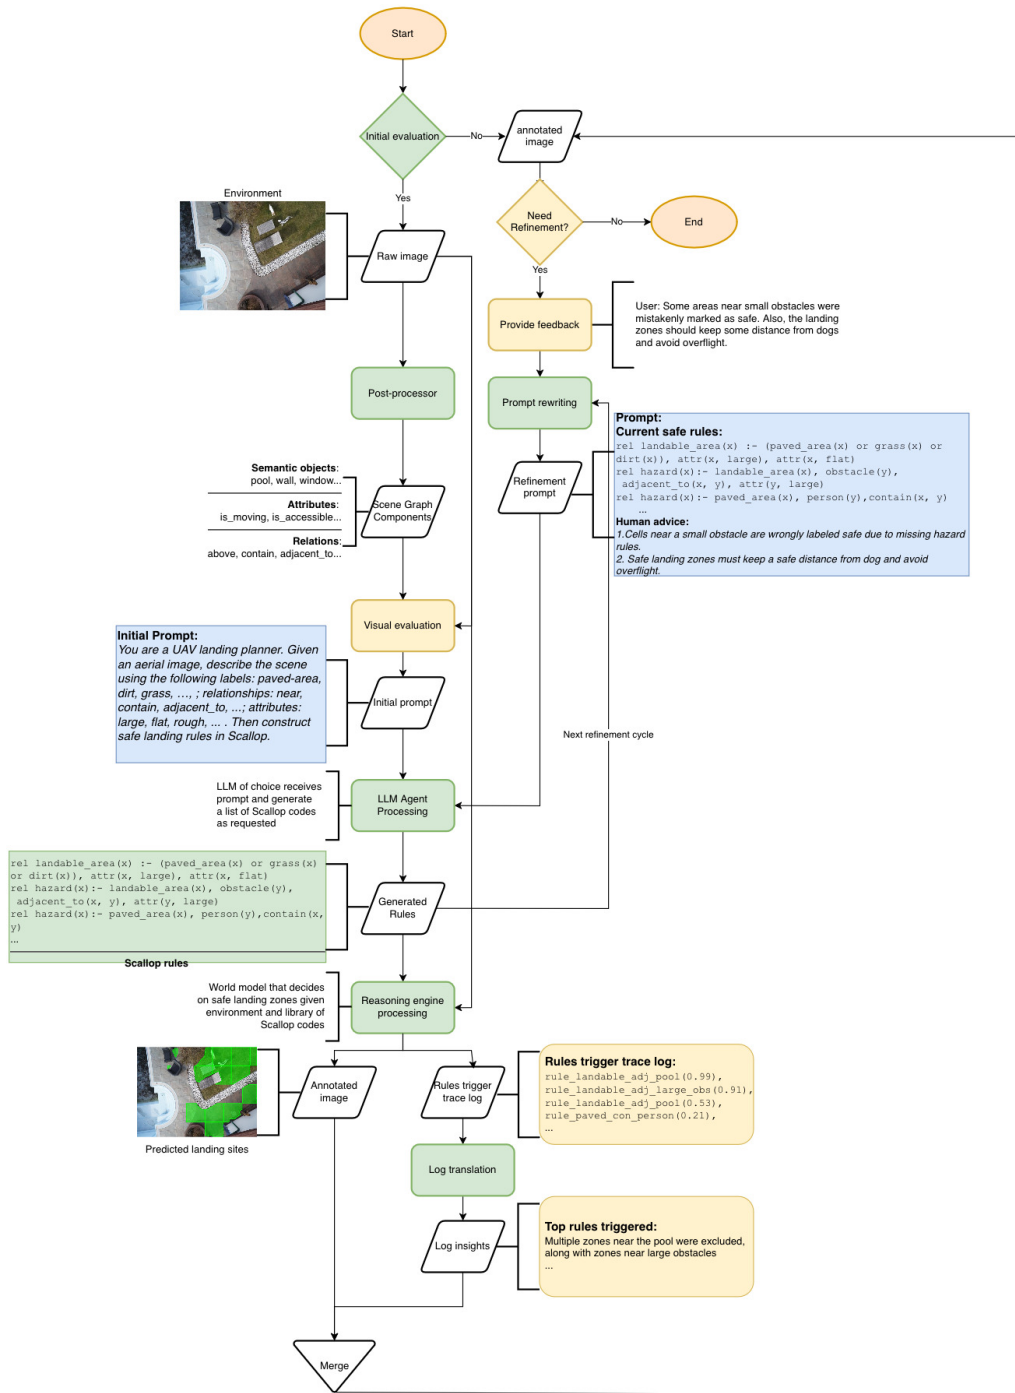 Start
Initial evaluation
No
annotated
image
Yes
Environment
Need
Refinement?
No
End
Raw image
Yes
Provide feedback
User: Some areas near small obstacles were
mistakenly marked as safe. Also, the landing
zones should keep some distance from dogs
and avoid overflight.
Post-processor
Prompt rewriting
Prompt:
Current safe rules:
rel landable_area(x) :- (paved_area(x) or grass(x) or
dirt(x)), attr(x, large), attr(x, flat)
rel hazard(x):- landable_area(x), obstacle(y),
adjacent_to(x, y), attr(y, large)
rel hazard(x):- paved_area(x), person(y),contain(x, y)
...
Human advice:
1.Cells near a small obstacle are wrongly labeled safe due to missing hazard
rules.
2. Safe landing zones must keep a safe distance from dog and avoid
overflight.
Refinement
prompt
Semantic objects:
pool, wall, window...
Attributes:
is_moving, is_accessible...
Relations:
above, contain, adjacent_to...
Scene Graph
Components
Visual evaluation
Initial Prompt:
You are a UAV landing planner. Given
an aerial image, describe the scene
using the following labels: paved-area,
dirt, grass, ..., ; relationships: near,
contain, adjacent_to, ...; attributes:
large, flat, rough, ... . Then construct
safe landing rules in Scallop.
Initial prompt
Next refinement cycle
LLM of choice receives
prompt and generate
a list of Scallop codes
as requested
LLM Agent
Processing
rel landable_area(x) :- (paved_area(x) or grass(x)
or dirt(x)), attr(x, large), attr(x, flat)
rel hazard(x):- landable_area(x), obstacle(y),
adjacent_to(x, y), attr(y, large)
rel hazard(x):- paved_area(x), person(y),contain(x,
y)
...
Scallop rules
Generated
Rules
World model that decides
on safe landing zones given
environment and library of
Scallop codes
Reasoning engine
processing
Predicted landing sites
Annotated
image
Rules trigger
trace log
Rules trigger trace log:
rule_landable_adj_pool(0.99),
rule_landable_adj_large_obs(0.91),
rule_landable_adj_pool(0.53),
rule_paved_con_person(0.21),
...
Log translation
Log insights
Top rules triggered:
Multiple zones near the pool were excluded,
along with zones near large obstacles
...
Merge